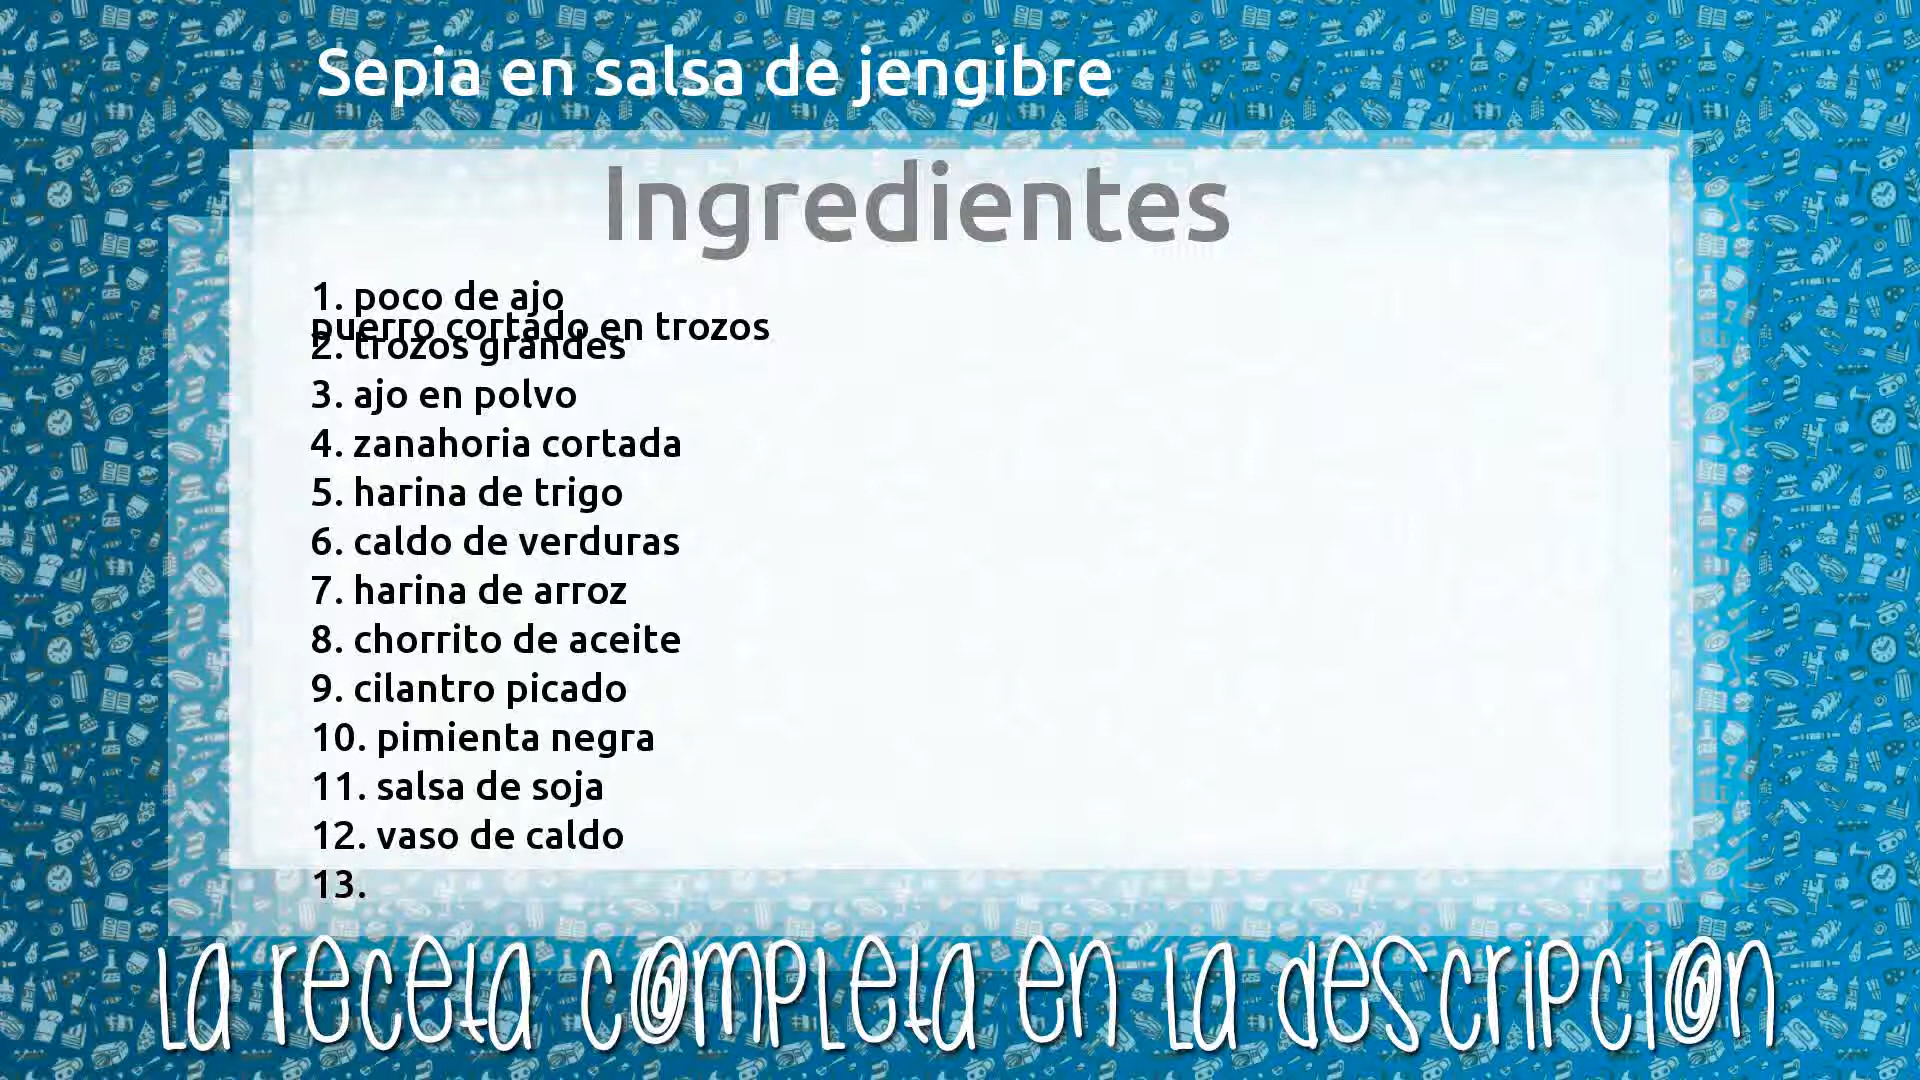 Sepia en salsa de jengibre
Ingredientes
1. poco de ajo
puerro cortado en trozos
2. trozos grandes
3. ajo en polvo
4. zanahoria cortada
5. harina de trigo
6. caldo de verduras
7. harina de arroz
8. chorrito de aceite
9. cilantro picado
10. pimienta negra
11. salsa de soja
12. vaso de caldo
13.
La receta c@mpleta en la descripci@n